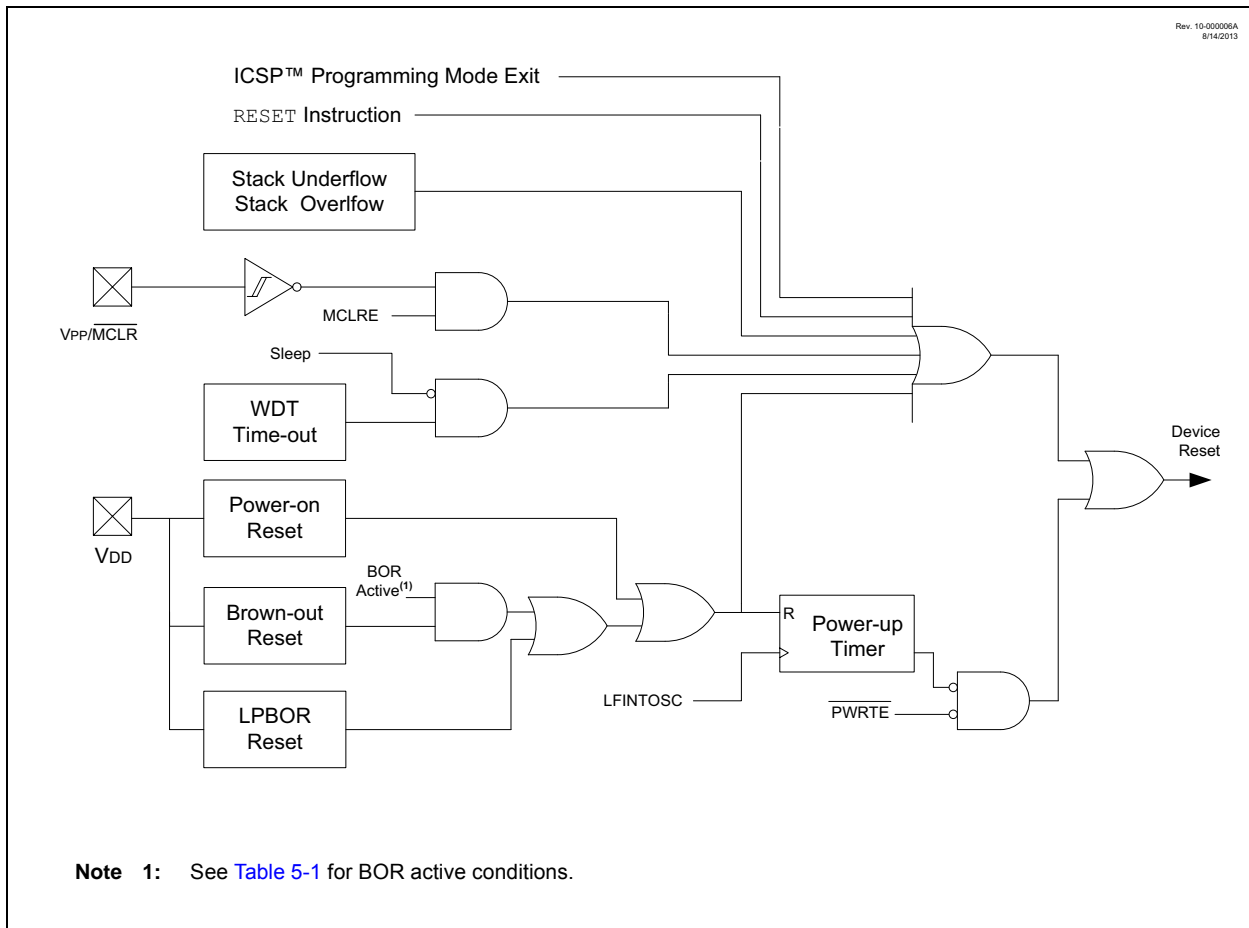 Rev. 10-000006A
8/14/2013
ICSP™ Programming Mode Exit
RESET Instruction
Stack Underflow
Stack Overlfow
VPP/MCLR
MCLRE
Sleep
WDT
Time-out
Device
Reset
Power-on
Reset
VDD
BOR
Active(1)
Brown-out
Reset
R
Power-up
Timer
LFINTOSC
PWRTE
LPBOR
Reset
Note 1: See Table 5-1 for BOR active conditions.